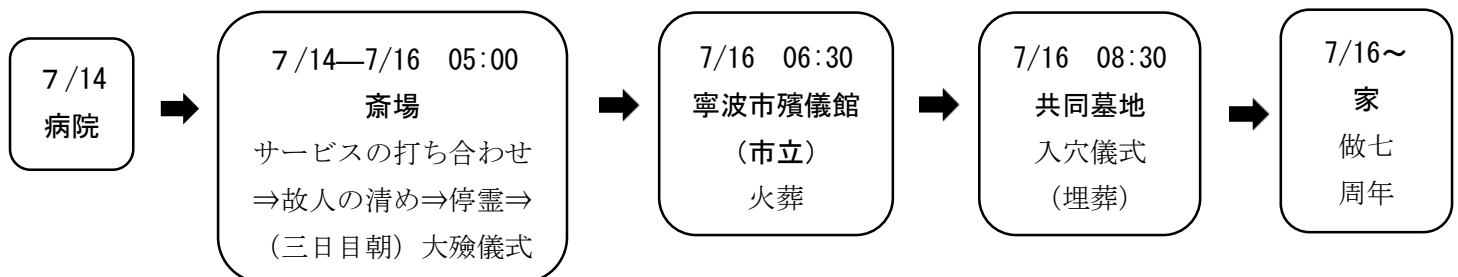 ７/14
病院
７/14―7/16 05:00
斎場
サービスの打ち合わせ
⇒故人の清め⇒停霊⇒
（三日目朝）大殮儀式
7/16 06:30
寧波市殯儀館
（市立）
火葬
7/16 08:30
共同墓地
入穴儀式
（埋葬）
7/16～
家
做七
周年